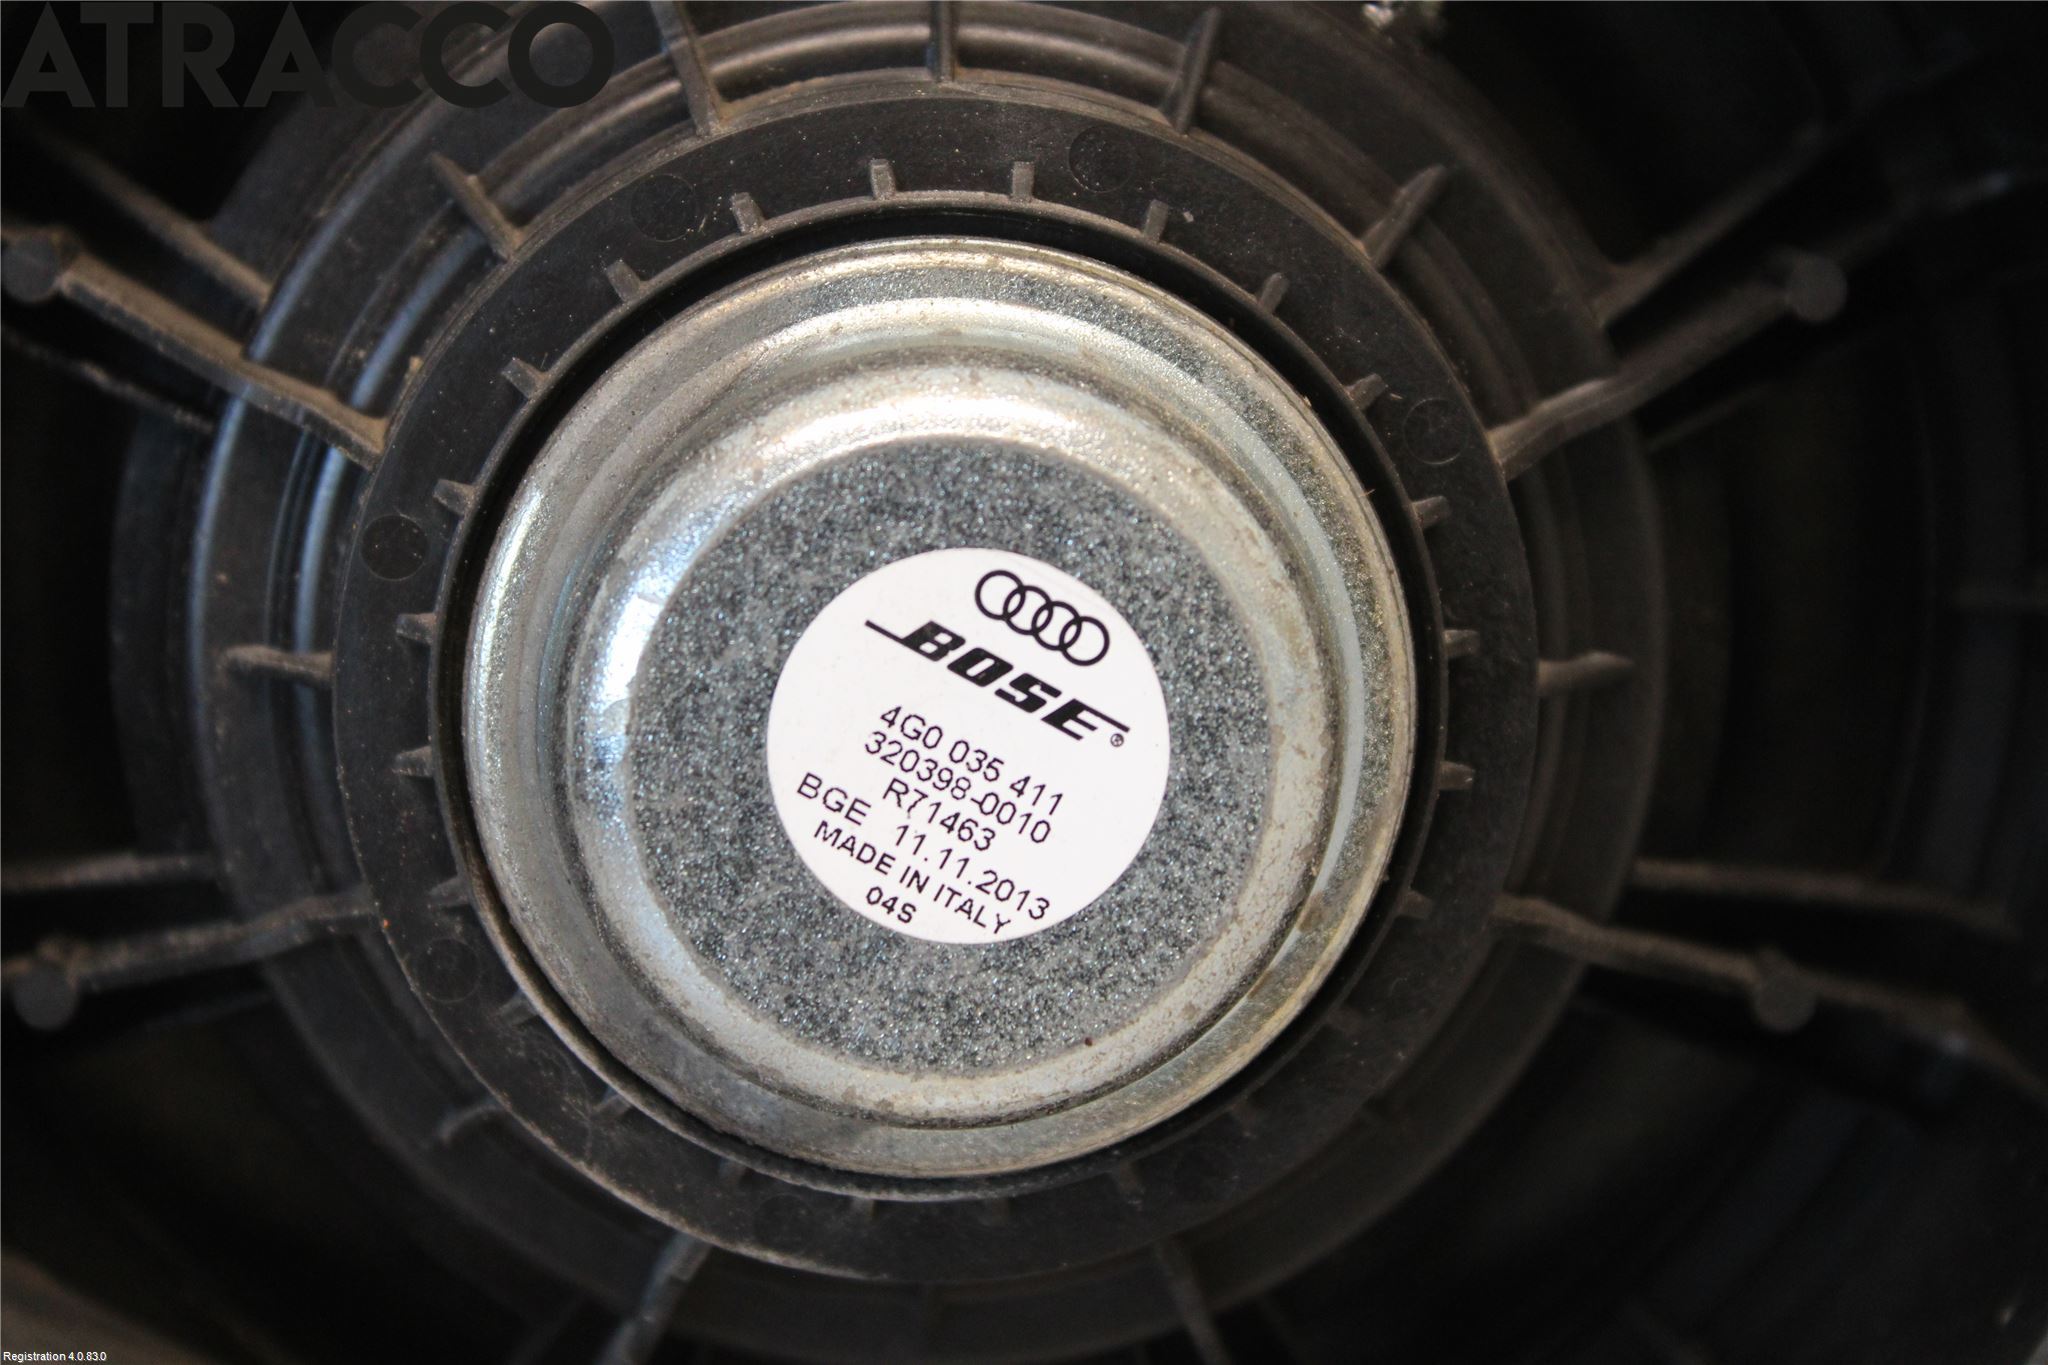 ATRACCO
BOSE®
4G0 035 411
320398-0010
R71463
BGE 11.11.2013
MADE IN ITALY
04S
Registration 4.0.83.0